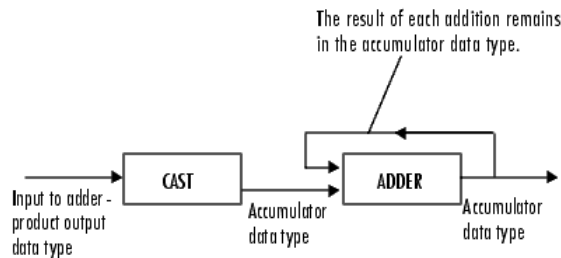 The result of each addition remains
in the accumulator data type.
CAST
ADDER
Input to adder -
product output
data type
Accumulator
data type
Accumulator
data type